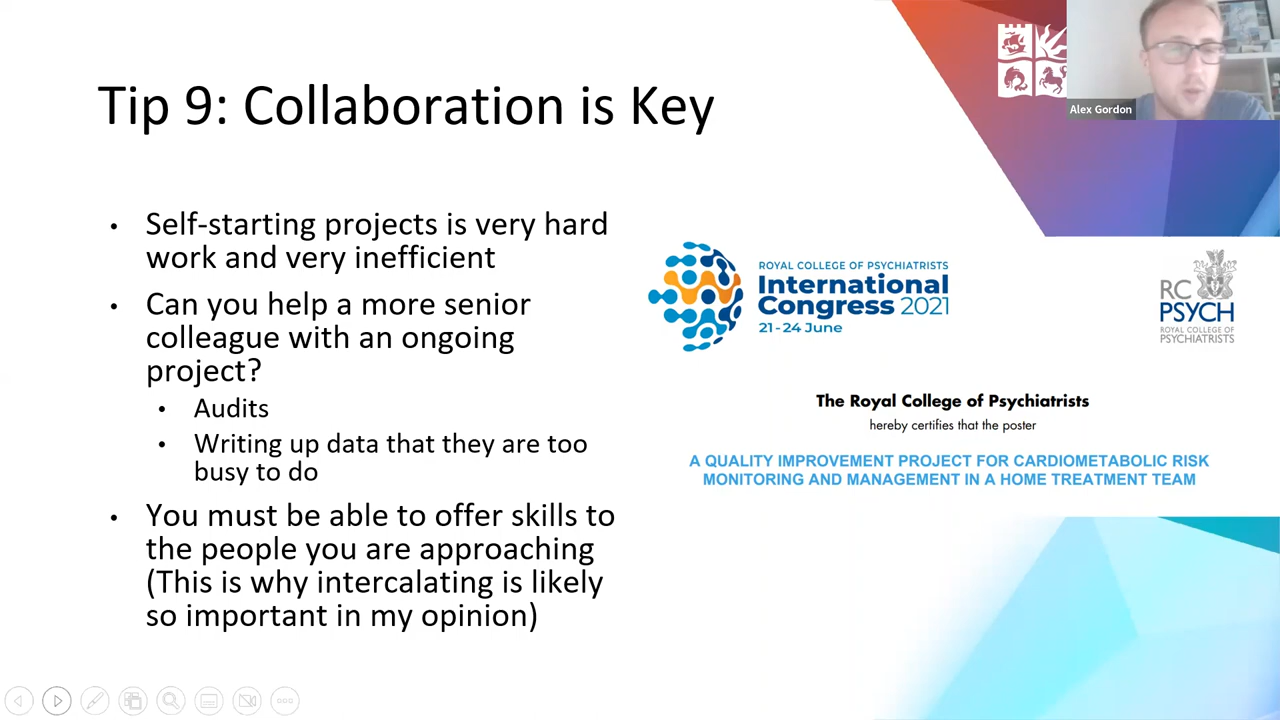 Tip 9: Collaboration is Key
Alex Gordon
• Self-starting projects is very hard
work and very inefficient
• Can you help a more senior
colleague with an ongoing
project?
• Audits
• Writing up data that they are too
busy to do
• You must be able to offer skills to
the people you are approaching
(This is why intercalating is likely
so important in my opinion)
ROYAL COLLEGE OF PSYCHIATRISTS
International
Congress 2021
21-24 June
RC
PSYCH
ROYAL COLLEGE OF
PSYCHIATRISTS
The Royal College of Psychiatrists
hereby certifies that the poster
A QUALITY IMPROVEMENT PROJECT FOR CARDIOMETABOLIC RISK
MONITORING AND MANAGEMENT IN A HOME TREATMENT TEAM